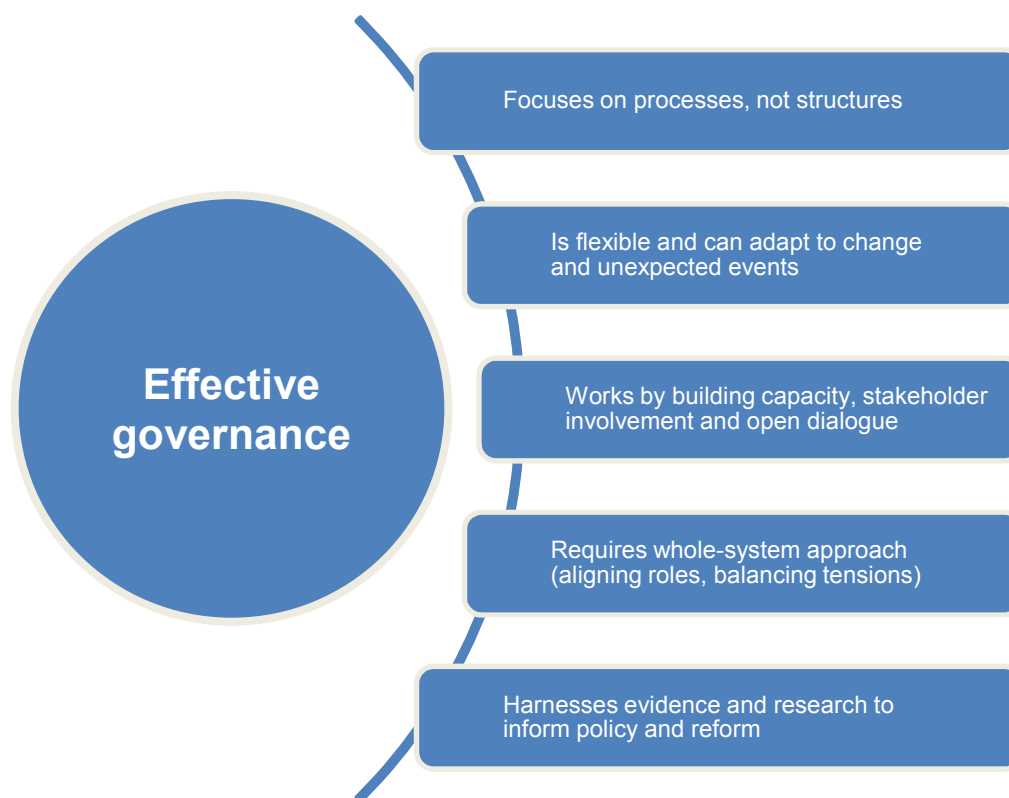 Focuses on processes, not structures
Is flexible and can adapt to change
and unexpected events
Effective
governance
Works by building capacity, stakeholder
involvement and open dialogue
Requires whole-system approach
(aligning roles, balancing tensions)
Harnesses evidence and research to
inform policy and reform